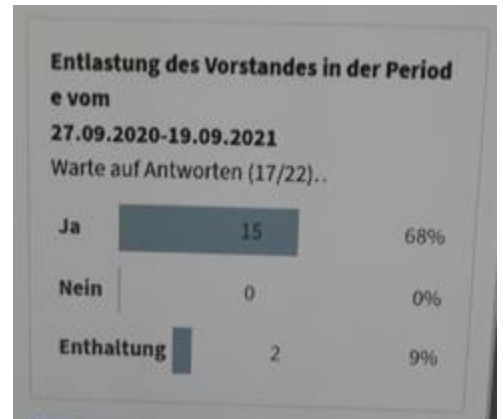 Entlastung des Vorstandes in der Period
e vom
27.09.2020-19.09.2021
Warte auf Antworten (17/22)..
Ja 15 68%
Nein 0 0%
Enthaltung 2 9%